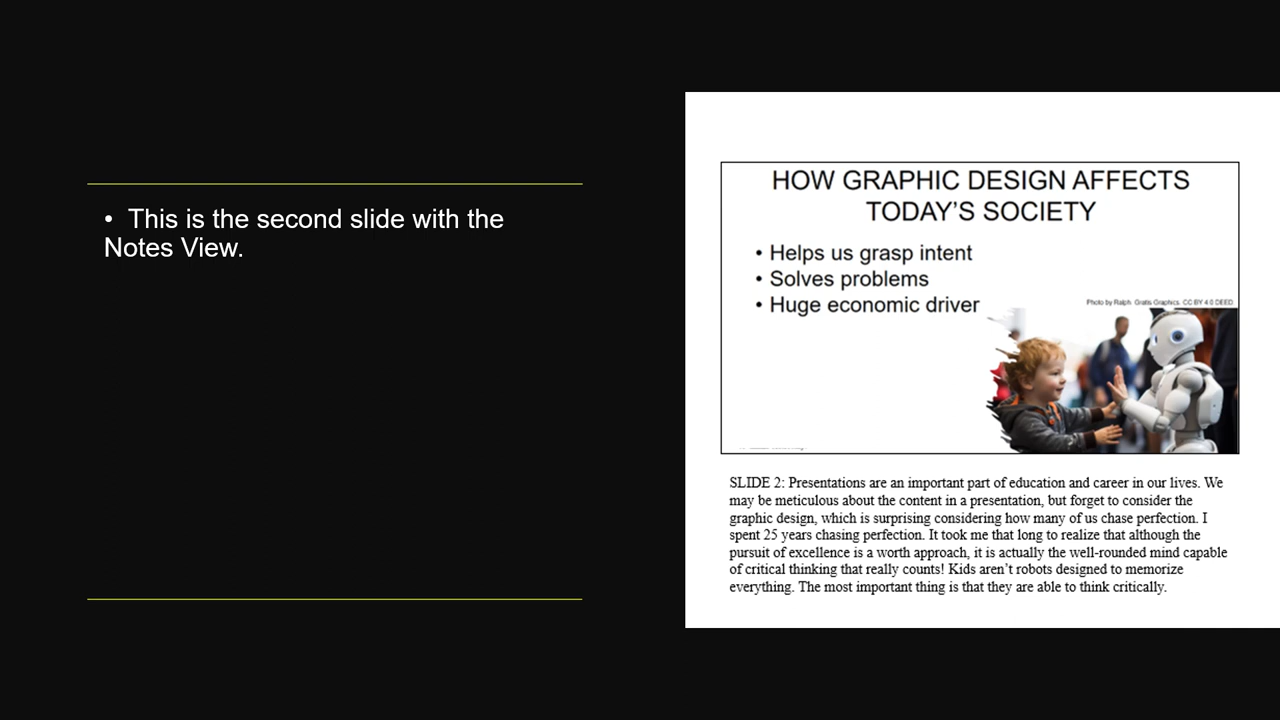 • This is the second slide with the
Notes View.
HOW GRAPHIC DESIGN AFFECTS
TODAY’S SOCIETY
• Helps us grasp intent
• Solves problems
• Huge economic driver
Photo by Ralph. Gratis Graphics. CC BY 4.0 DEED
SLIDE 2: Presentations are an important part of education and career in our lives. We
may be meticulous about the content in a presentation, but forget to consider the
graphic design, which is surprising considering how many of us chase perfection. I
spent 25 years chasing perfection. It took me that long to realize that although the
pursuit of excellence is a worth approach, it is actually the well-rounded mind capable
of critical thinking that really counts! Kids aren’t robots designed to memorize
everything. The most important thing is that they are able to think critically.